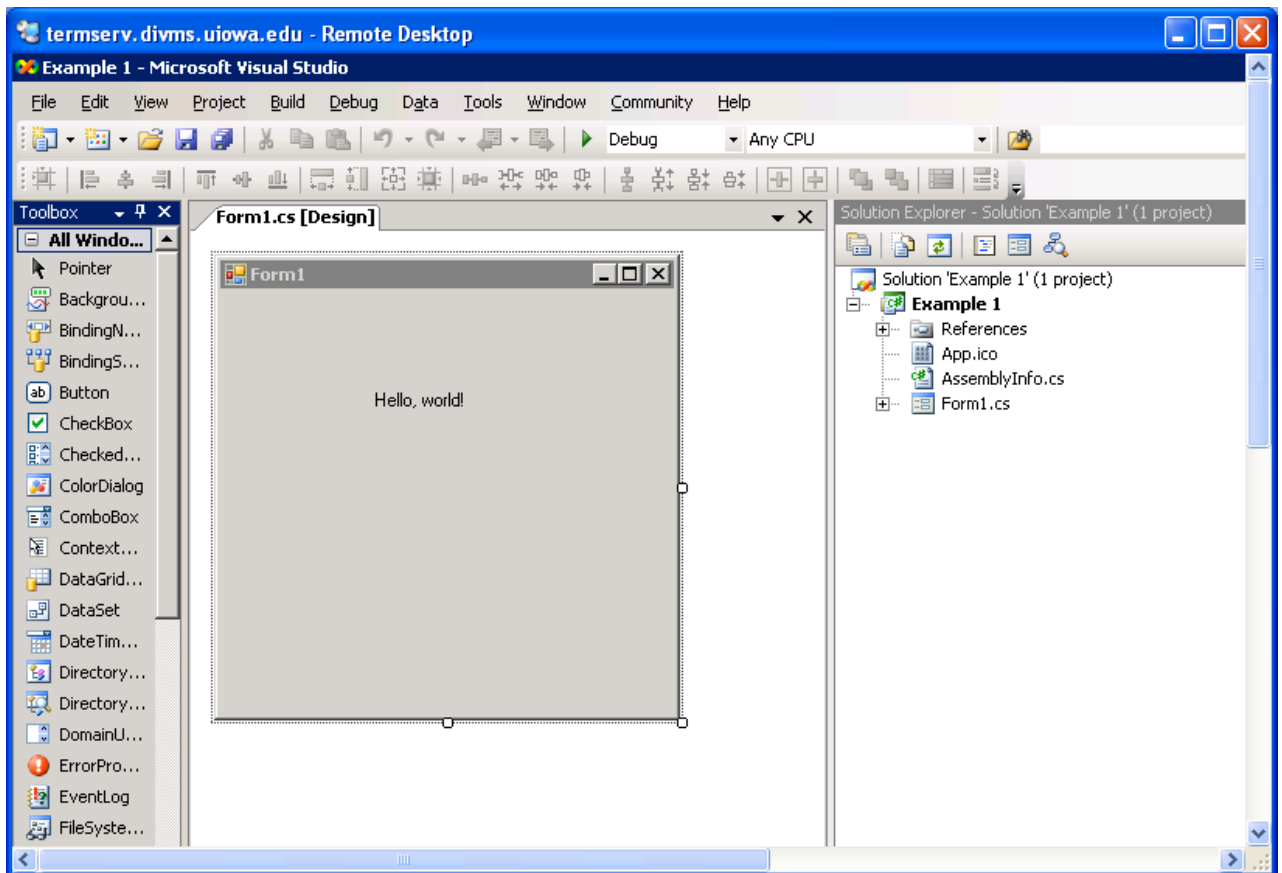 termserv.divms.uiowa.edu - Remote Desktop
Example 1 - Microsoft Visual Studio
File Edit View Project Build Debug Data Tools Window Community Help
Debug Any CPU
Toolbox
All Windo...
Pointer
Backgrou...
BindingN...
BindingS...
ab Button
CheckBox
Checked...
ColorDialog
ComboBox
Context...
DataGrid...
DataSet
DateTim...
Directory...
Directory...
DomainU...
ErrorPro...
EventLog
FileSyste...
Form1.cs [Design]
Form1
Hello, world!
Solution Explorer - Solution 'Example 1' (1 project)
Solution 'Example 1' (1 project)
Example 1
References
App.ico
AssemblyInfo.cs
Form1.cs